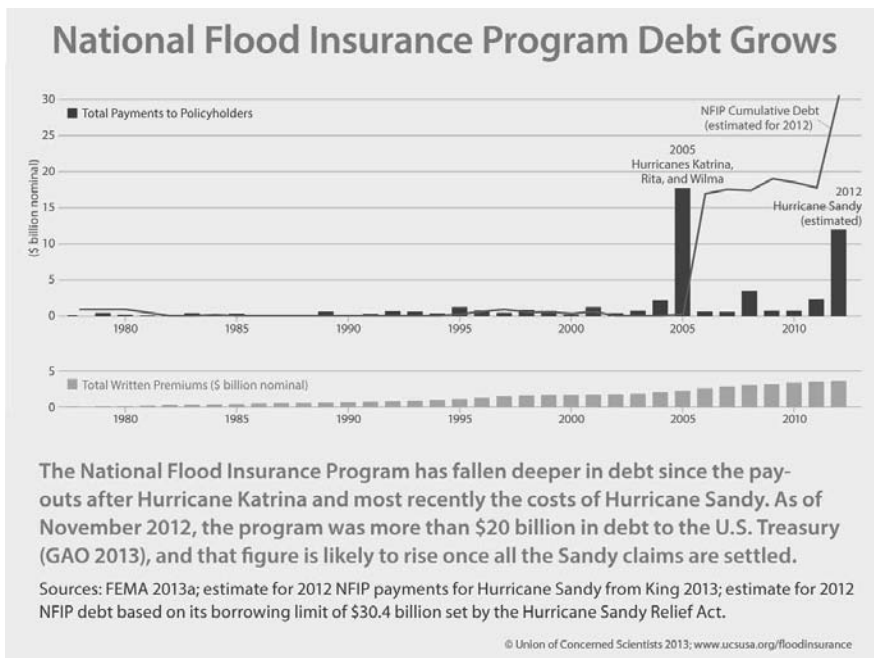 National Flood Insurance Program Debt Grows
30
■ Total Payments to Policyholders
NFIP Cumulative Debt
(estimated for 2012)
25
2005
Hurricanes Katrina,
Rita, and Wilma
20
2012
Hurricane Sandy
(estimated)
15
10
5
0
($ billion nominal)
1980 1985 1990 1995 2000 2005 2010
5
■ Total Written Premiums ($ billion nominal)
0
1980 1985 1990 1995 2000 2005 2010
The National Flood Insurance Program has fallen deeper in debt since the pay-
outs after Hurricane Katrina and most recently the costs of Hurricane Sandy. As of
November 2012, the program was more than $20 billion in debt to the U.S. Treasury
(GAO 2013), and that figure is likely to rise once all the Sandy claims are settled.
Sources: FEMA 2013a; estimate for 2012 NFIP payments for Hurricane Sandy from King 2013; estimate for 2012
NFIP debt based on its borrowing limit of $30.4 billion set by the Hurricane Sandy Relief Act.
© Union of Concerned Scientists 2013; www.ucsusa.org/floodinsurance